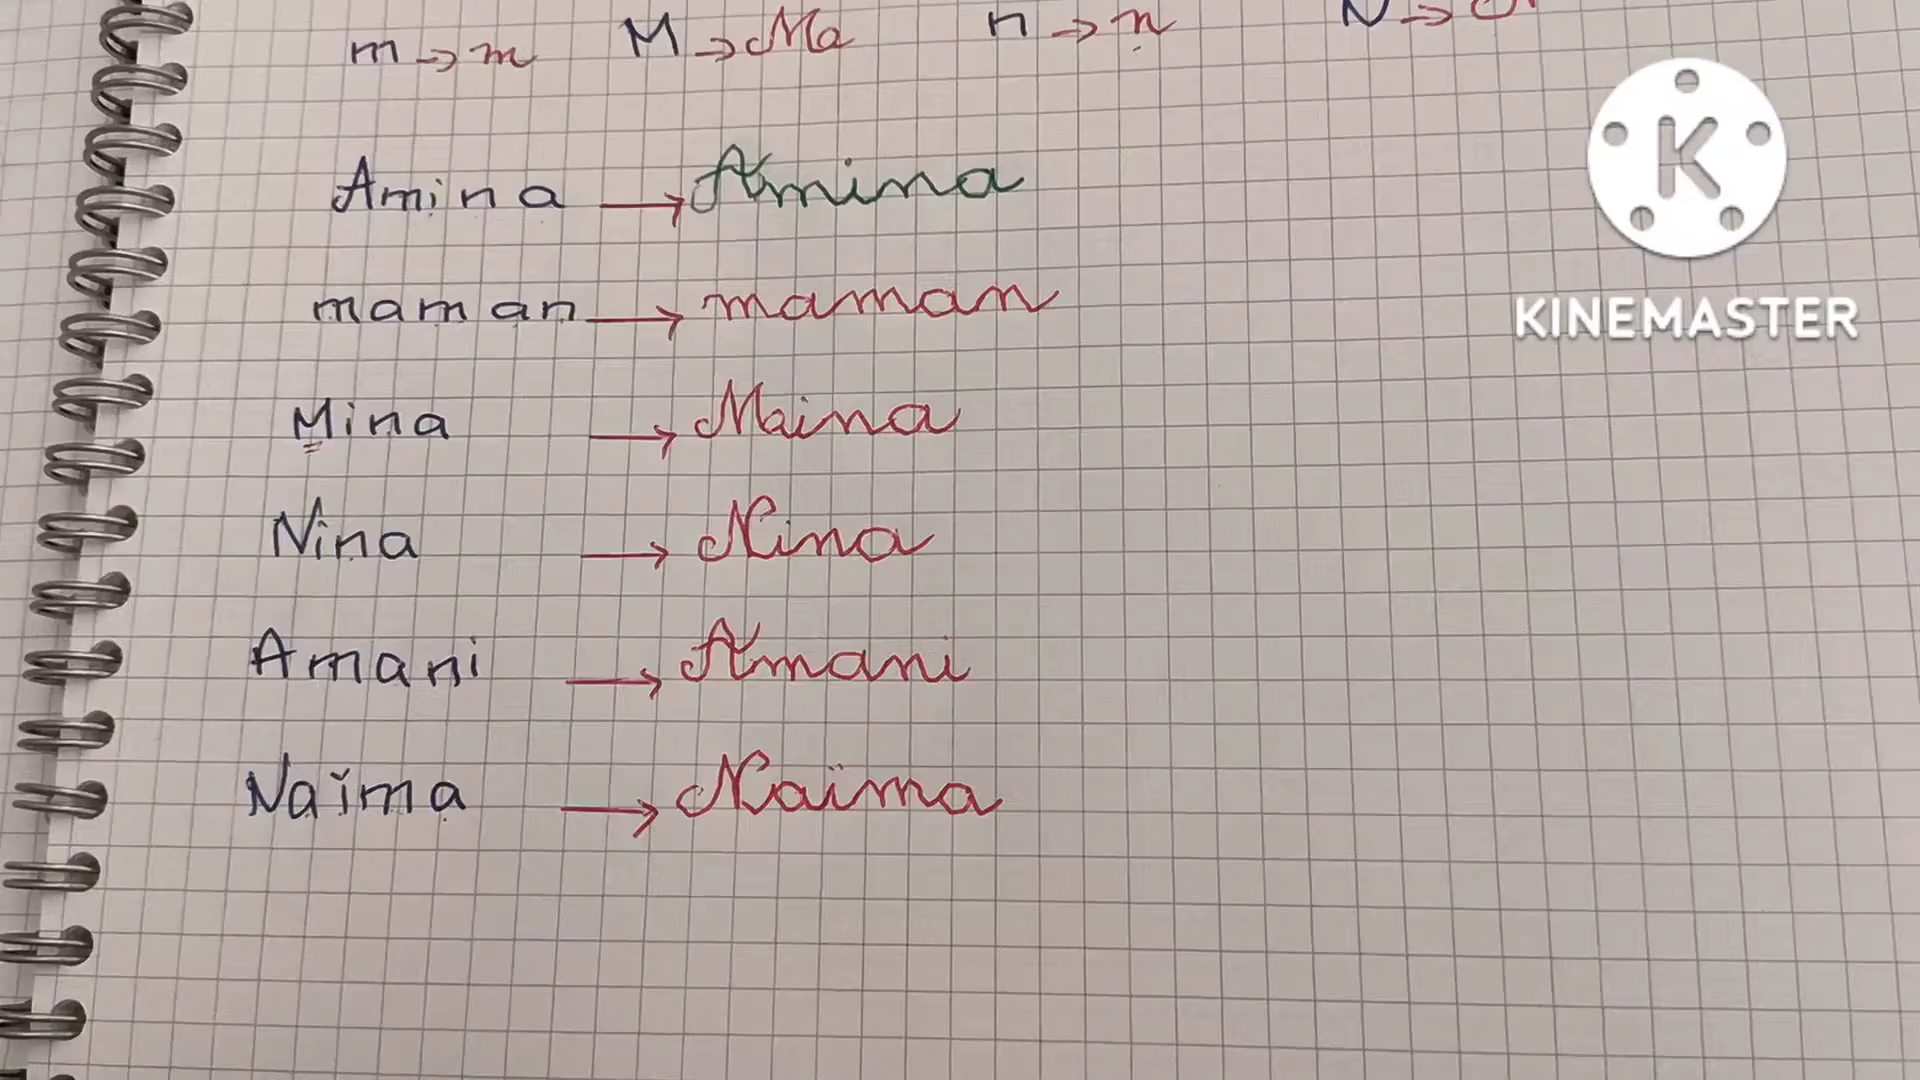 m → m M → M n → n N →
Amina → Amina
maman → maman
Mina → Mina
Nina → Nina
Amani → Amani
Naïma → Naïma
K
KINEMASTER